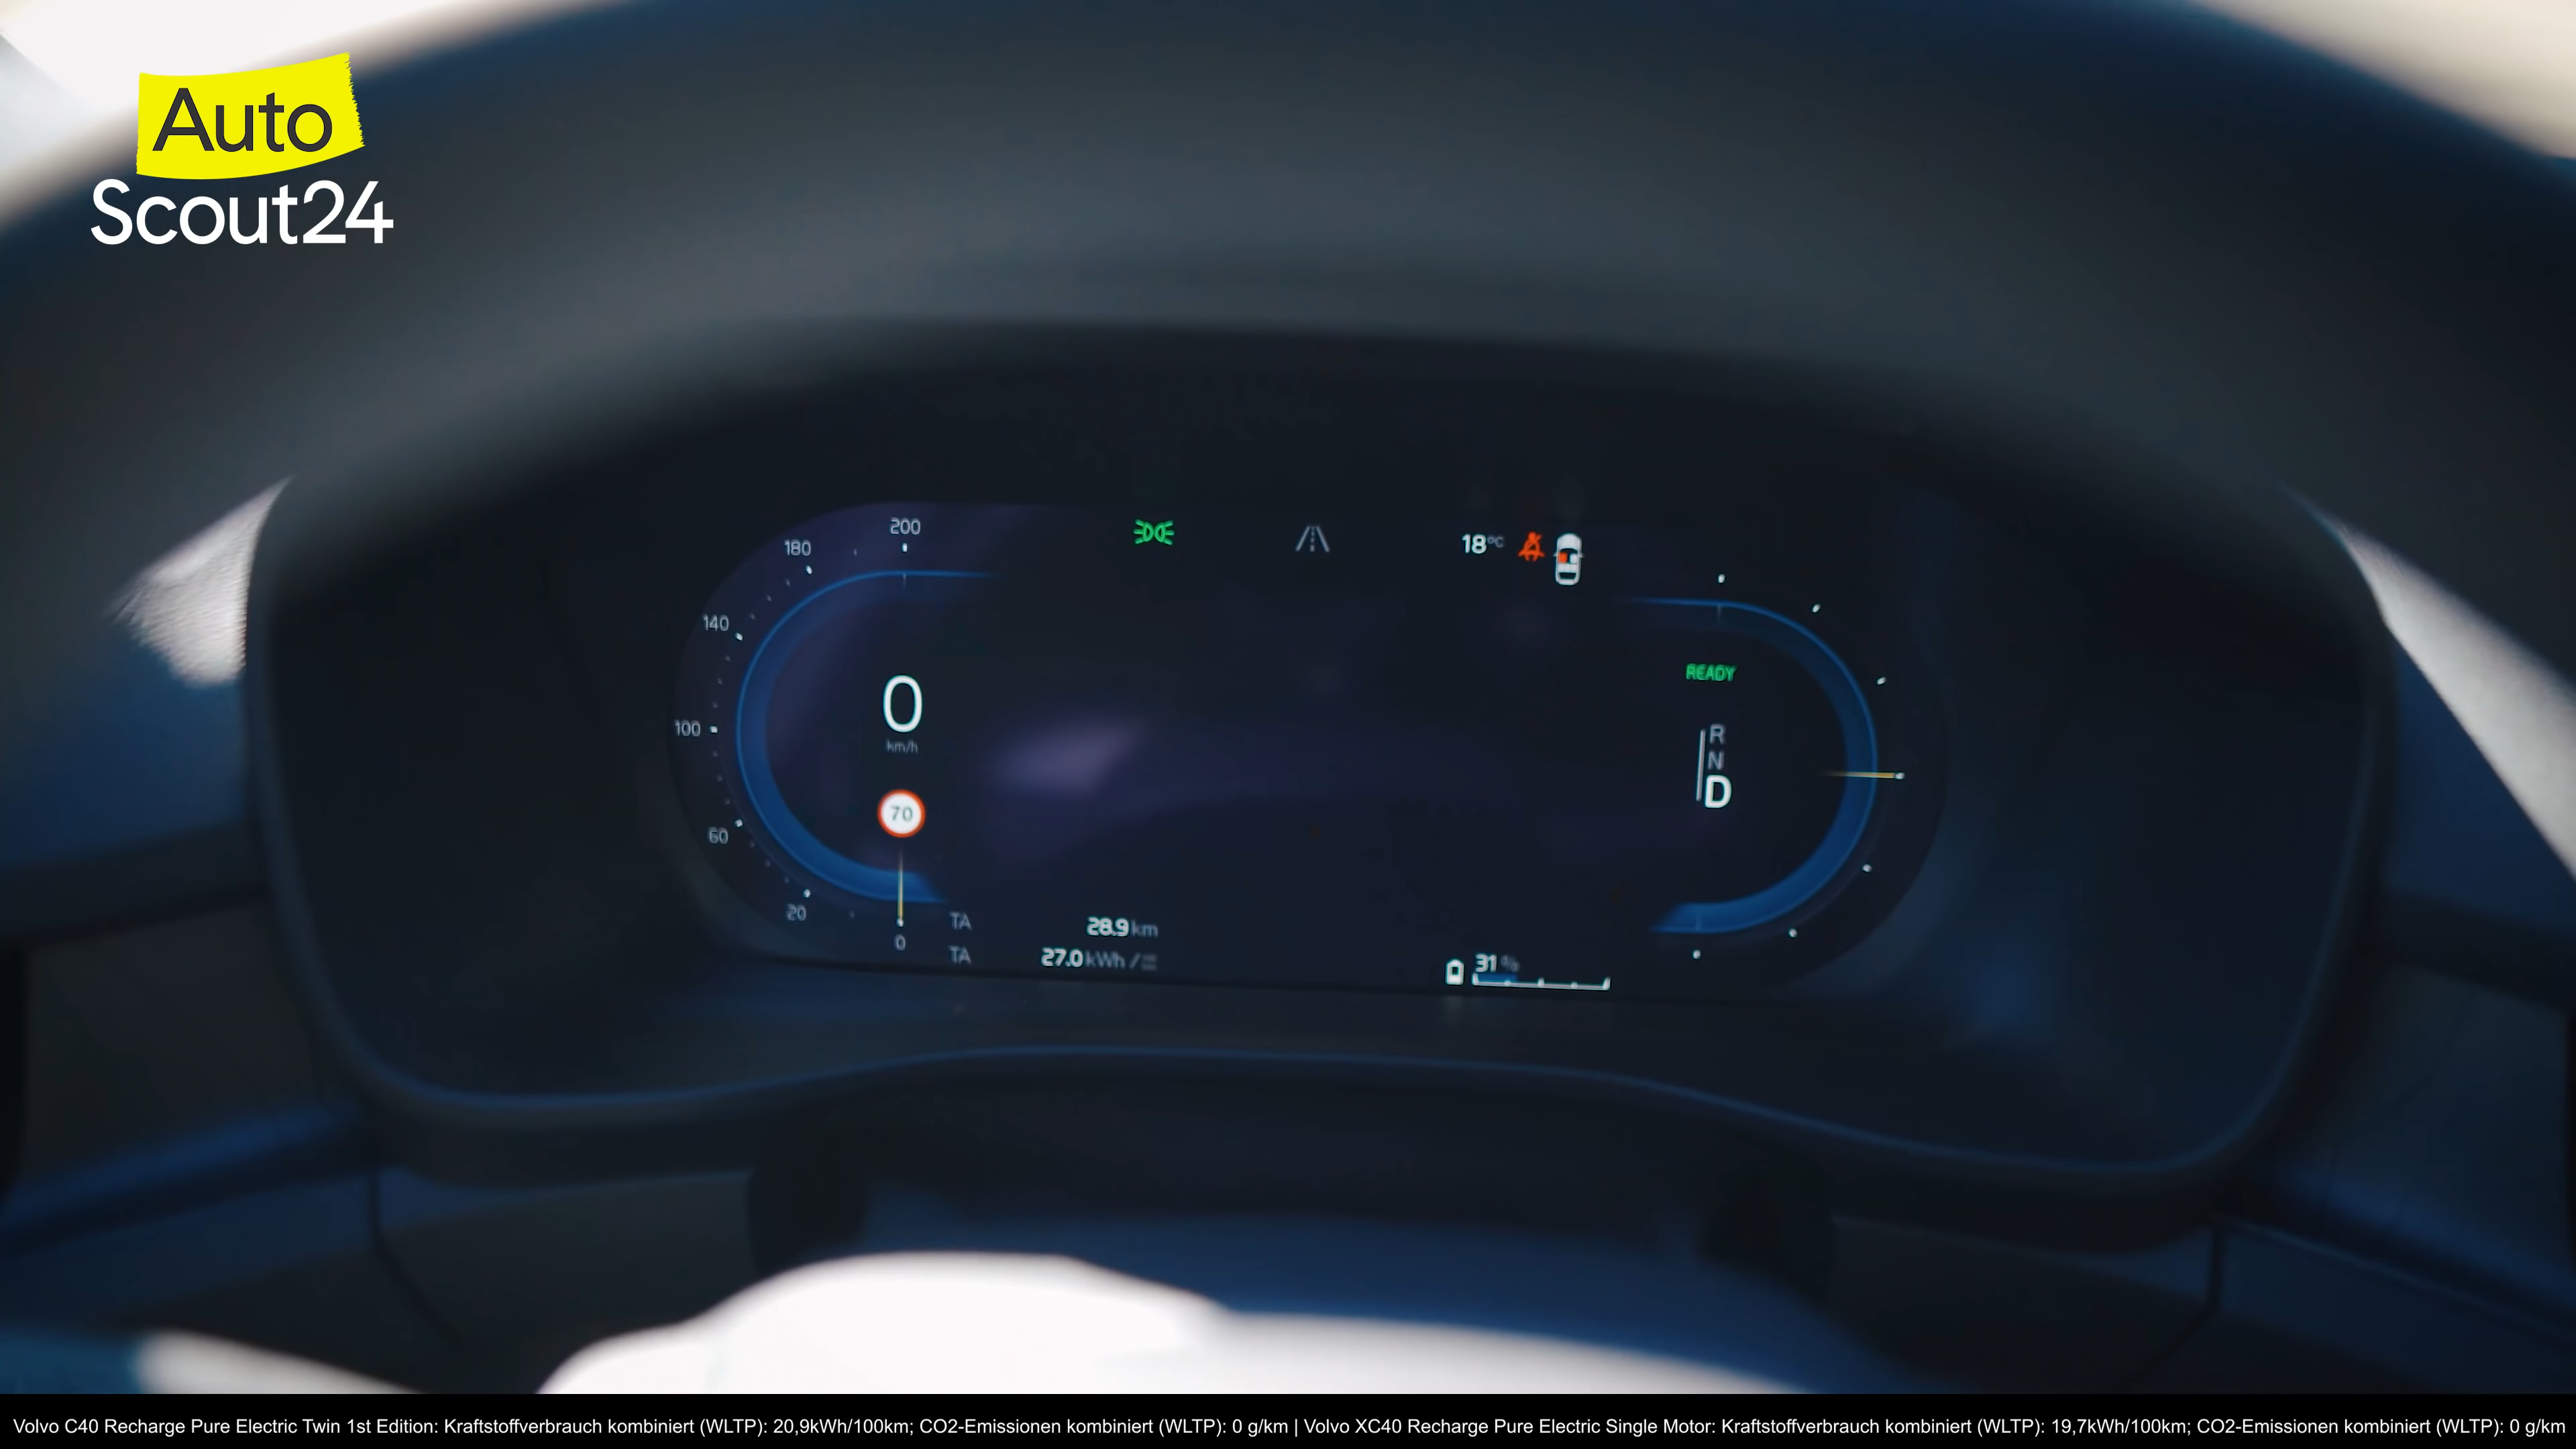 Auto
Scout24
200
180
140
100
60
20
0
0
km/h
70
18°C
READY
R
N
D
TA 28.9 km
TA 27.0 kWh /
31 %
Volvo C40 Recharge Pure Electric Twin 1st Edition: Kraftstoffverbrauch kombiniert (WLTP): 20,9kWh/100km; CO2-Emissionen kombiniert (WLTP): 0 g/km | Volvo XC40 Recharge Pure Electric Single Motor: Kraftstoffverbrauch kombiniert (WLTP): 19,7kWh/100km; CO2-Emissionen kombiniert (WLTP): 0 g/km